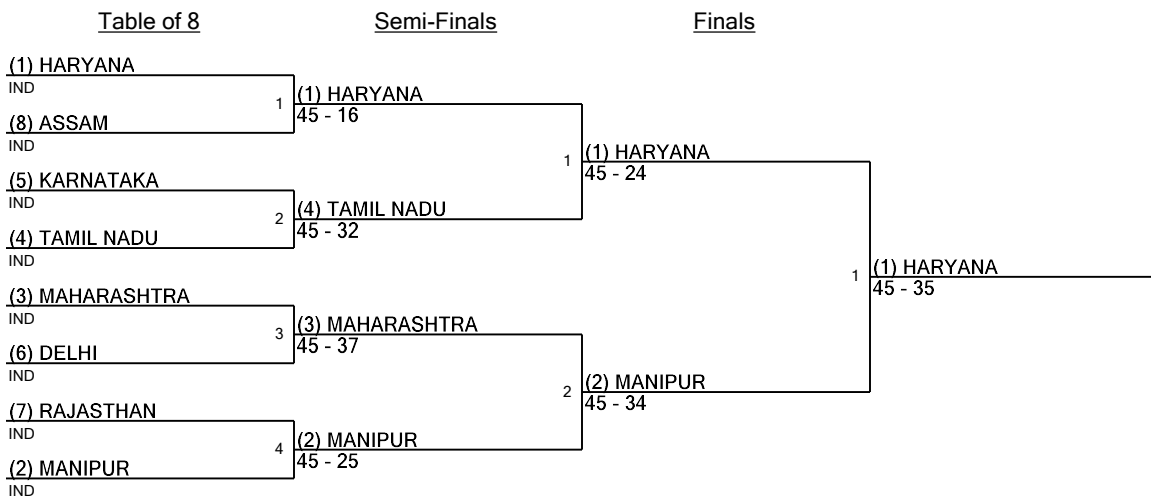 Table of 8
Semi-Finals
Finals
(1) HARYANA
IND
(8) ASSAM
IND
(5) KARNATAKA
IND
(4) TAMIL NADU
IND
(3) MAHARASHTRA
IND
(6) DELHI
IND
(7) RAJASTHAN
IND
(2) MANIPUR
IND
1
(1) HARYANA
45 - 16
2
(4) TAMIL NADU
45 - 32
3
(3) MAHARASHTRA
45 - 37
4
(2) MANIPUR
45 - 25
1
(1) HARYANA
45 - 24
2
(2) MANIPUR
45 - 34
1
(1) HARYANA
45 - 35